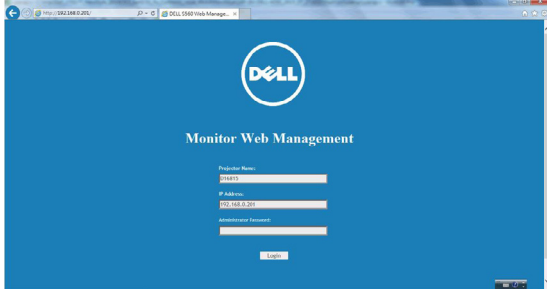 http://192.168.0.201/
DELL S560 Web Manage...
DELL
Monitor Web Management
Projector Name:
IP Address:
192.168.0.201
Administrator Password:
Login